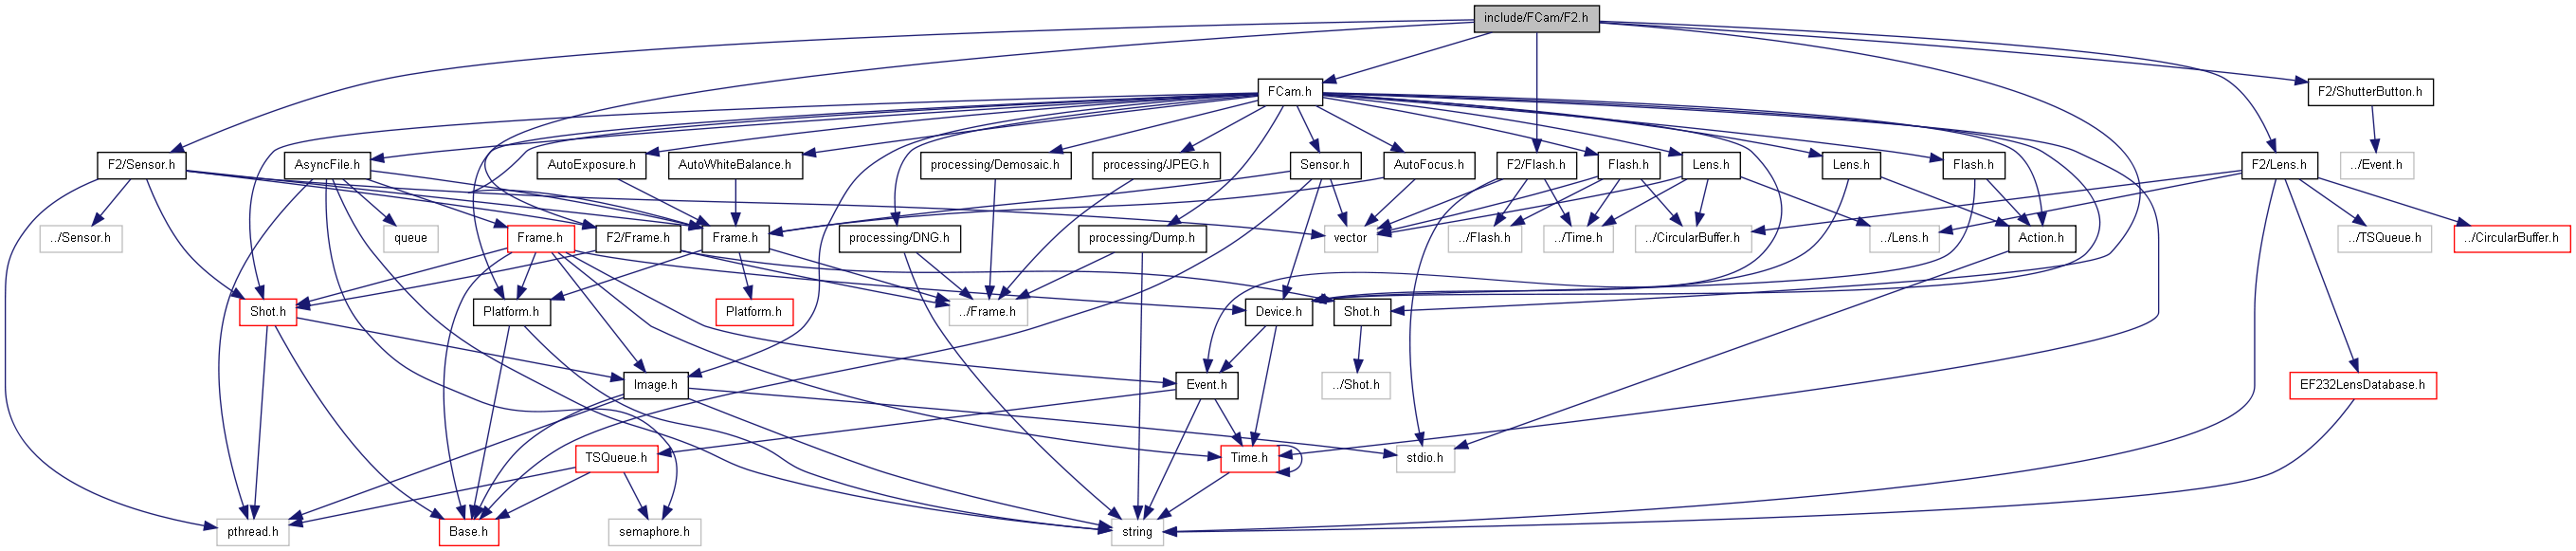 include/FCam/F2.h
FCam.h
F2/ShutterButton.h
F2/Sensor.h
AsyncFile.h
AutoExposure.h
AutoWhiteBalance.h
processing/Demosaic.h
processing/JPEG.h
Sensor.h
AutoFocus.h
F2/Flash.h
Flash.h
Lens.h
Lens.h
Flash.h
F2/Lens.h
../Event.h
../Sensor.h
queue
Frame.h
F2/Frame.h
Frame.h
processing/DNG.h
processing/Dump.h
vector
../Flash.h
../Time.h
../CircularBuffer.h
../Lens.h
Action.h
../TSQueue.h
../CircularBuffer.h
Shot.h
Platform.h
Platform.h
../Frame.h
Device.h
Shot.h
Image.h
Event.h
../Shot.h
EF232LensDatabase.h
TSQueue.h
Time.h
stdio.h
pthread.h
Base.h
semaphore.h
string